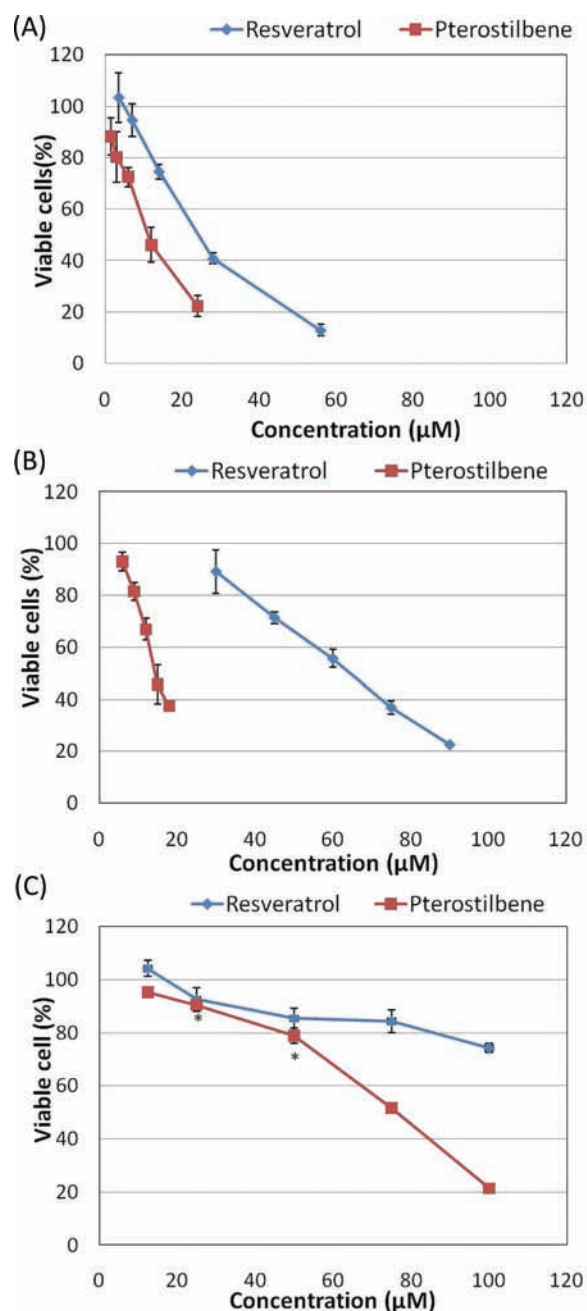 (A)
Resveratrol Pterostilbene
120
100
80
60
40
20
0
Viable cells(%)
0 20 40 60 80 100 120
Concentration (µM)
(B)
Resveratrol Pterostilbene
120
100
80
60
40
20
0
Viable cells (%)
0 20 40 60 80 100 120
Concentration (µM)
(C)
Resveratrol Pterostilbene
120
100
80
60
40
20
0
Viable cell (%)
*
*
0 20 40 60 80 100 120
Concentration (µM)